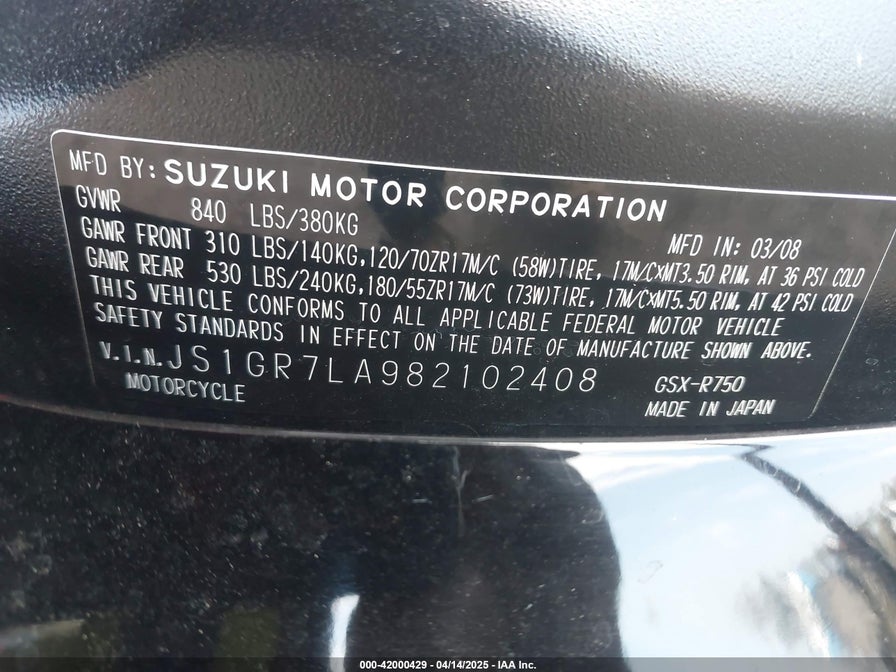 MFD BY: SUZUKI MOTOR CORPORATION
GVWR 840 LBS/380KG MFD IN: 03/08
GAWR FRONT 310 LBS/140KG,120/70ZR17M/C (58W)TIRE, 17M/C×MT3.50 RIM, AT 36 PSI COLD
GAWR REAR 530 LBS/240KG,180/55ZR17M/C (73W)TIRE, 17M/C×MT5.50 RIM, AT 42 PSI COLD
THIS VEHICLE CONFORMS TO ALL APPLICABLE FEDERAL MOTOR VEHICLE
SAFETY STANDARDS IN EFFECT ON THE DATE OF MANUFACTURE SHOWN ABOVE.
V.I.N. JS1GR7LA982102408 GSX-R750
MOTORCYCLE MADE IN JAPAN
000-42000429 - 04/14/2025 - IAA Inc.